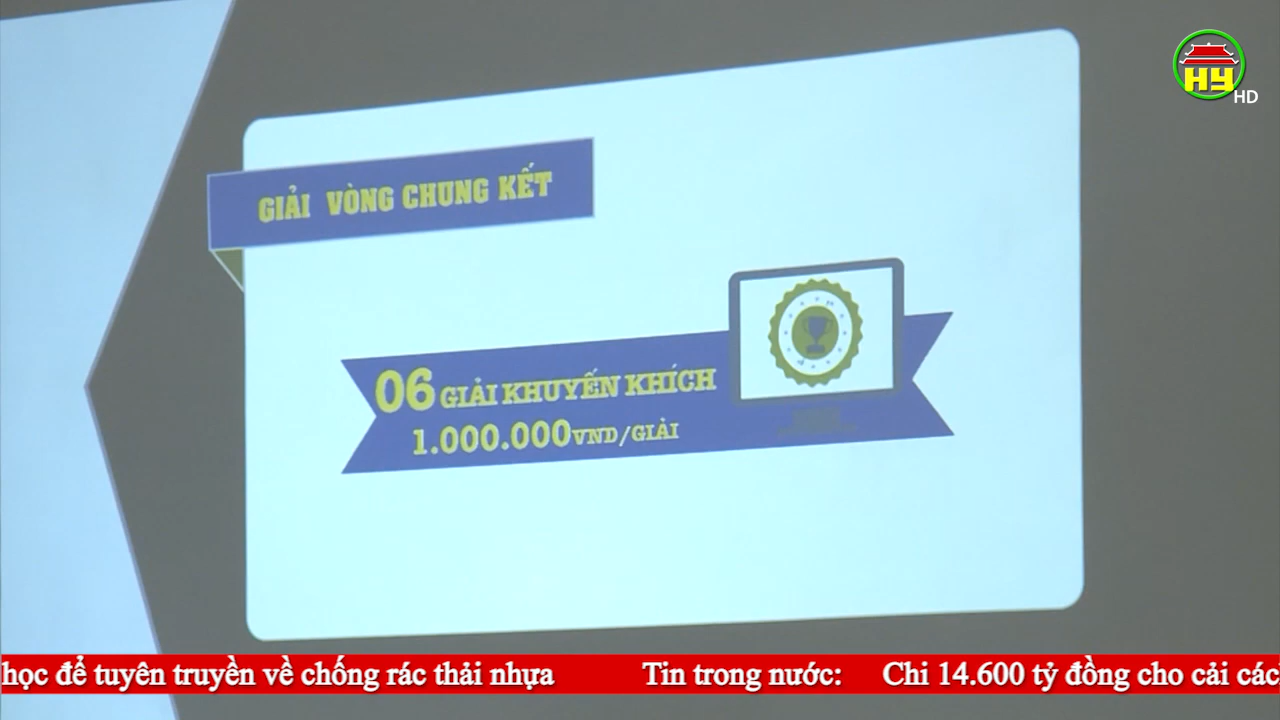 HY
HD
GIẢI VÒNG CHUNG KẾT
06 GIẢI KHUYẾN KHÍCH
1.000.000VND/GIẢI
học để tuyên truyền về chống rác thải nhựa Tin trong nước: Chi 14.600 tỷ đồng cho cải các